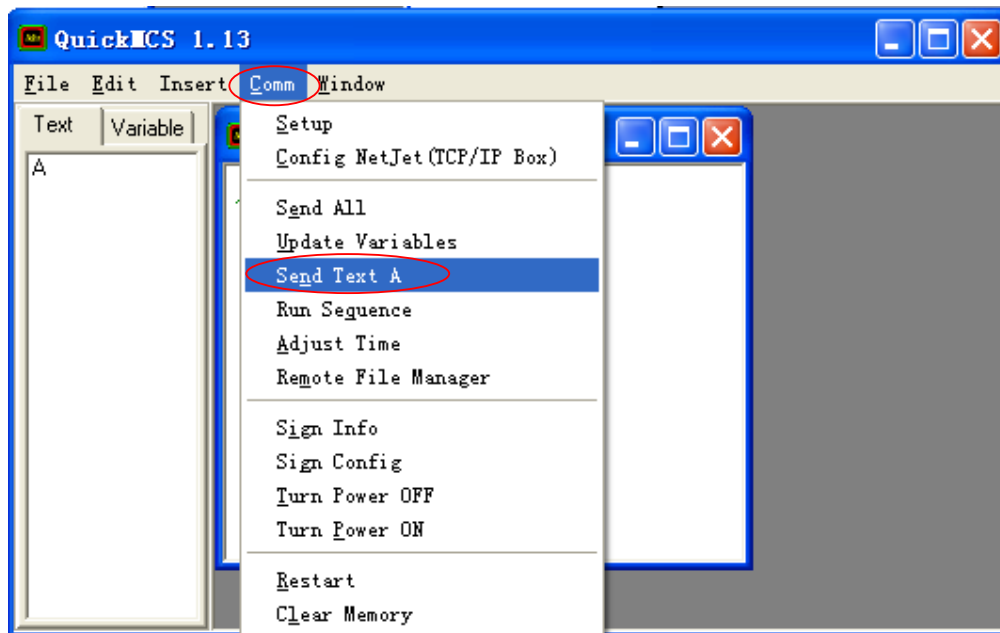 QuickMCS 1.13
File Edit Insert Comm Window
Text Variable
A
Setup
Config NetJet(TCP/IP Box)
Send All
Update Variables
Send Text A
Run Sequence
Adjust Time
Remote File Manager
Sign Info
Sign Config
Turn Power OFF
Turn Power ON
Restart
Clear Memory